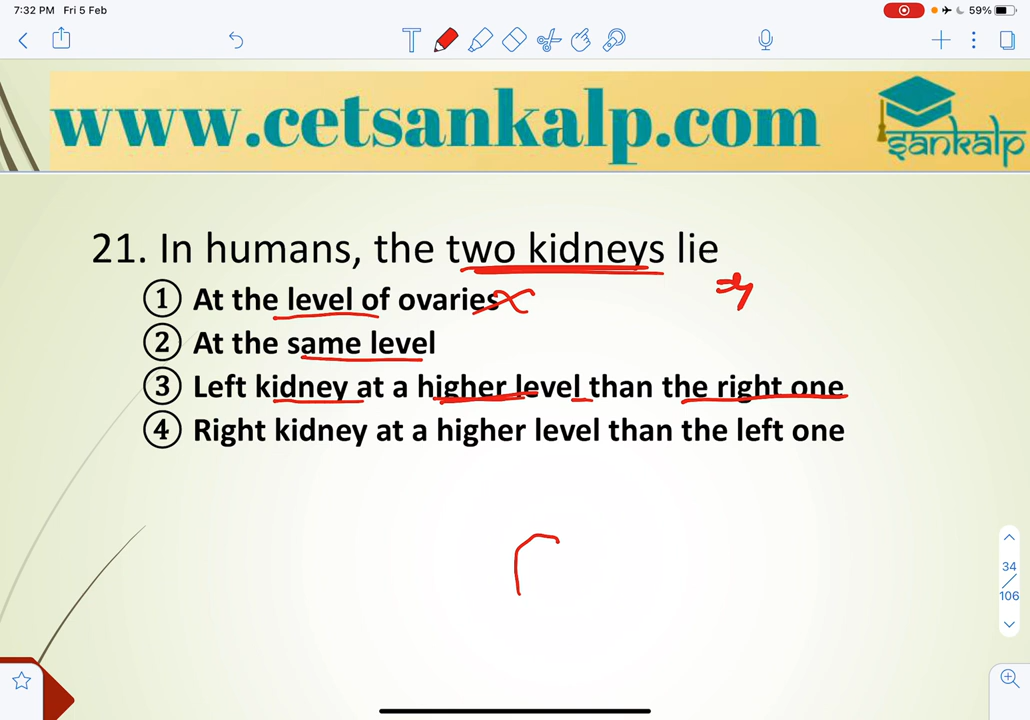 7:32 PM Fri 5 Feb
59%
T
www.cetsankalp.com
sankalp
21. In humans, the two kidneys lie
① At the level of ovaries
② At the same level
③ Left kidney at a higher level than the right one
④ Right kidney at a higher level than the left one
34
106